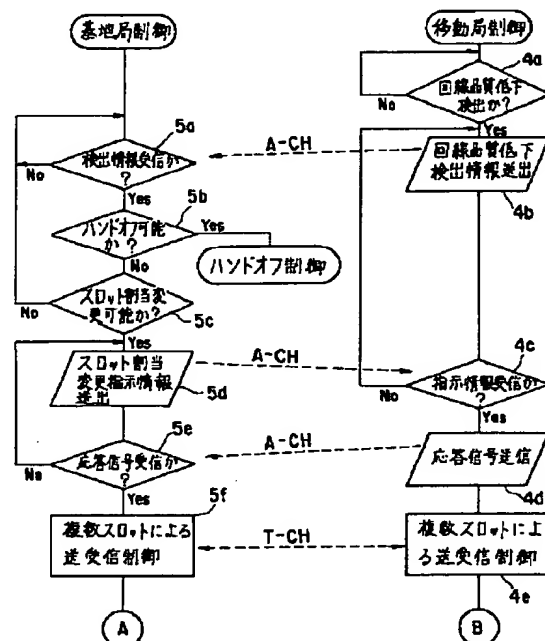 基地局制御
5a
検出情報受信か
?
No
Yes
5b
ハンドオフ可能
か?
Yes
No
ハンドオフ制御
スロット割当変
更可能か?
No
5c
Yes
スロット割当
変更指示情報
送出
5d
5e
応答信号受信か
?
No
Yes
5f
複数スロットによる
送受信制御
A
A-CH
A-CH
A-CH
T-CH
移動局制御
4a
回線品質低下
検出か?
No
Yes
回線品質低下
検出情報送出
4b
4c
指示情報受信か
?
No
Yes
応答信号送信
4d
複数スロットによ
る送受信制御
4e
B